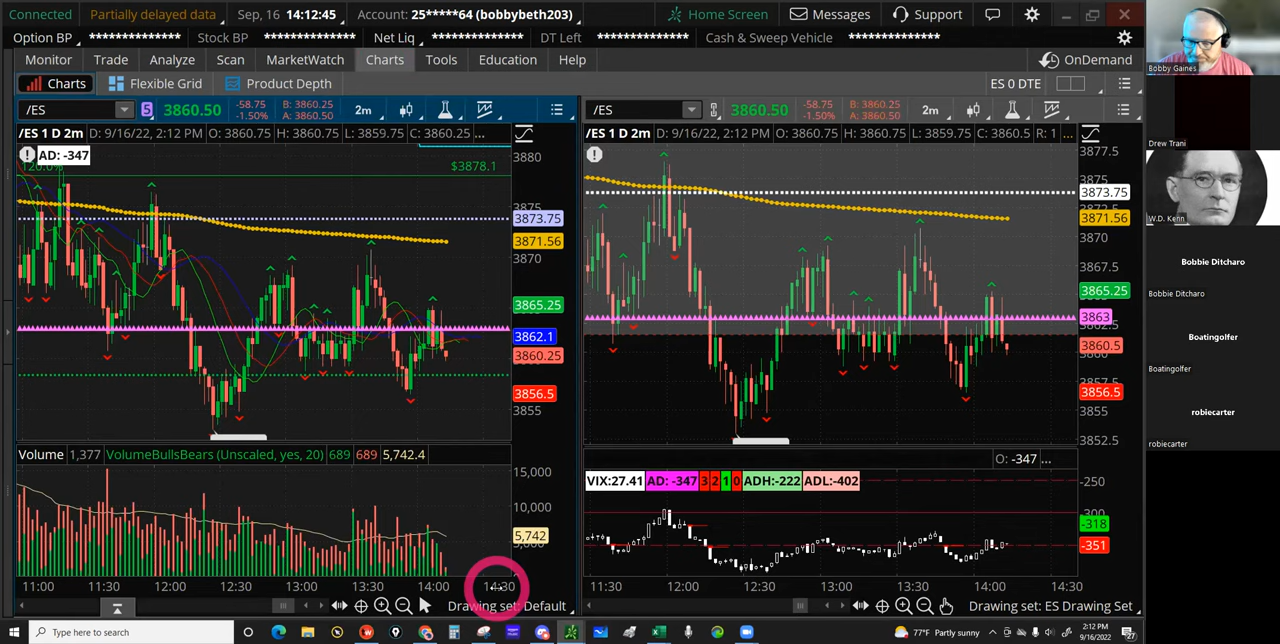 Connected Partially delayed data Sep, 16 14:12:45 Account: 25*****64 (bobbybeth203) Home Screen Messages Support
Option BP ************** Stock BP ************** Net Liq ************** DT Left ************** Cash & Sweep Vehicle **************
Monitor Trade Analyze Scan MarketWatch Charts Tools Education Help OnDemand
Charts Flexible Grid Product Depth ES 0 DTE
/ES 5 3860.50 -58.75 -1.50% B: 3860.25 A: 3860.50 2m
/ES 3860.50 -58.75 -1.50% B: 3860.25 A: 3860.50 2m
/ES 1 D 2m D: 9/16/22, 2:12 PM O: 3860.75 H: 3860.75 L: 3859.75 C: 3860.25 ...
/ES 1 D 2m D: 9/16/22, 2:12 PM O: 3860.75 H: 3860.75 L: 3859.75 C: 3860.5 R: 1 ...
AD: -347
120.0%
$3878.1
3880
3875
3873.75
3871.56
3870
3865.25
3862.1
3860.25
3856.5
3855
3877.5
3873.75
3871.56
3870
3867.5
3865.25
3863
3860.5
3856.5
3855
3852.5
Volume 1,377 VolumeBullsBears (Unscaled, yes, 20) 689 689 5,742.4
15,000
10,000
5,742
11:00 11:30 12:00 12:30 13:00 13:30 14:00 14:30
O: -347 ...
VIX:27.41 AD: -347 3 2 1 0 ADH:-222 ADL:-402
-250
-300
-318
-351
11:30 12:00 12:30 13:00 13:30 14:00 14:30
Drawing set: Default
Drawing set: ES Drawing Set
Type here to search
77°F Partly sunny
2:12 PM
9/16/2022
27
Bobby Gaines
Drew Trani
W.D. Kenn
Bobbie Ditcharo
Bobbie Ditcharo
Boatingolfer
Boatingolfer
robiecarter
robiecarter